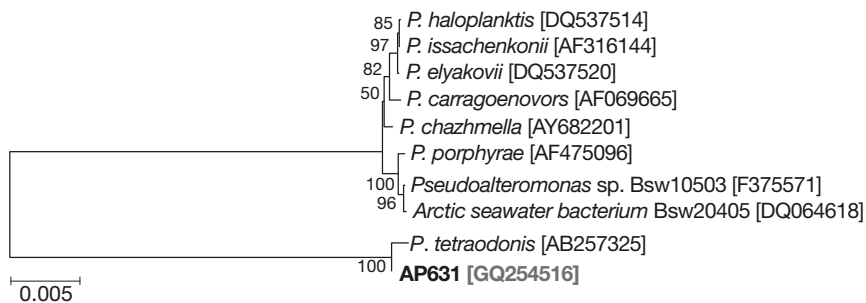 85
P. haloplanktis [DQ537514]
97
P. issachenkonii [AF316144]
82
P. elyakovii [DQ537520]
50
P. carragoenovors [AF069665]
P. chazhmella [AY682201]
P. porphyrae [AF475096]
100
Pseudoalteromonas sp. Bsw10503 [F375571]
96
Arctic seawater bacterium Bsw20405 [DQ064618]
P. tetraodonis [AB257325]
100
AP631 [GQ254516]
0.005